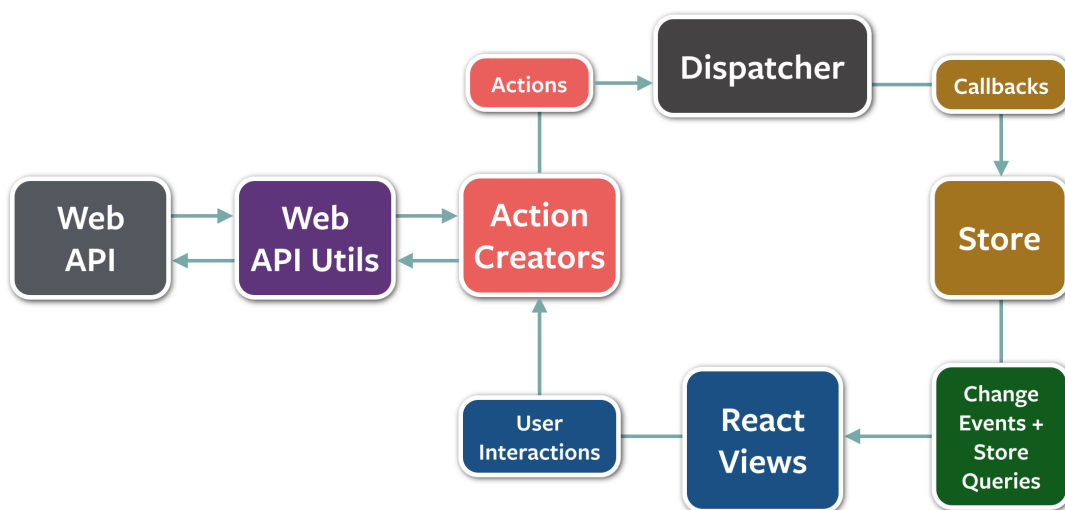 Actions
Dispatcher
Callbacks
Web
API
Web
API Utils
Action
Creators
Store
User
Interactions
React
Views
Change
Events +
Store
Queries